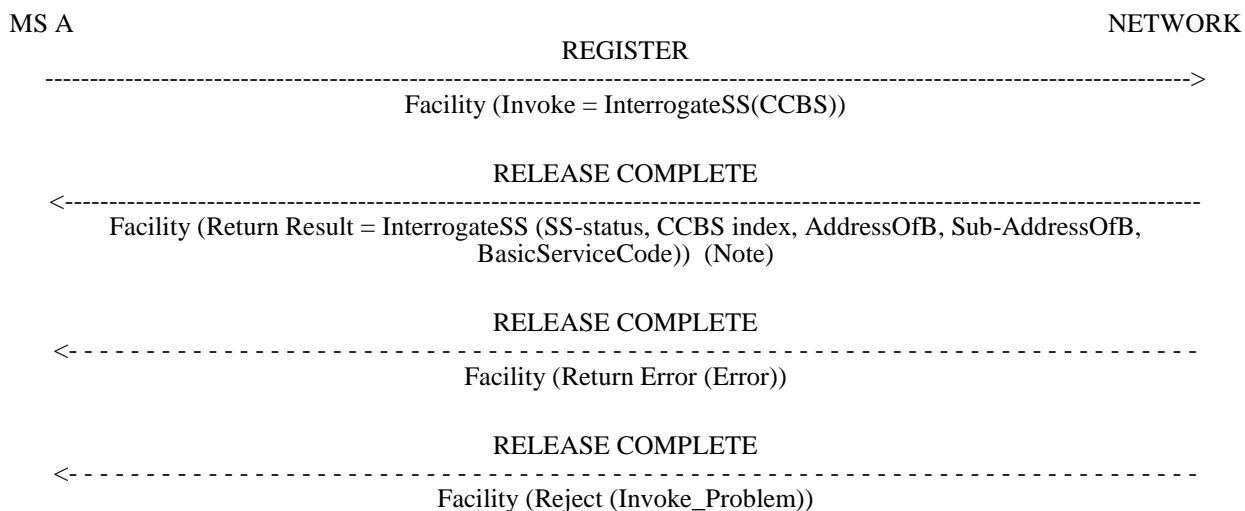 MS A NETWORK
REGISTER
------------------------------------------------------------------------------------------------------------------------>
Facility (Invoke = InterrogateSS(CCBS))
RELEASE COMPLETE
<------------------------------------------------------------------------------------------------------------------------
Facility (Return Result = InterrogateSS (SS-status, CCBS index, AddressOfB, Sub-AddressOfB,
BasicServiceCode)) (Note)
RELEASE COMPLETE
<- - - - - - - - - - - - - - - - - - - - - - - - - - - - - - - - - - - - - - - - - - - - - - - - - - - - - - - - - - - - - - - - - - - - - - - -
Facility (Return Error (Error))
RELEASE COMPLETE
<- - - - - - - - - - - - - - - - - - - - - - - - - - - - - - - - - - - - - - - - - - - - - - - - - - - - - - - - - - - - - - - - - - - - - - - -
Facility (Reject (Invoke_Problem))